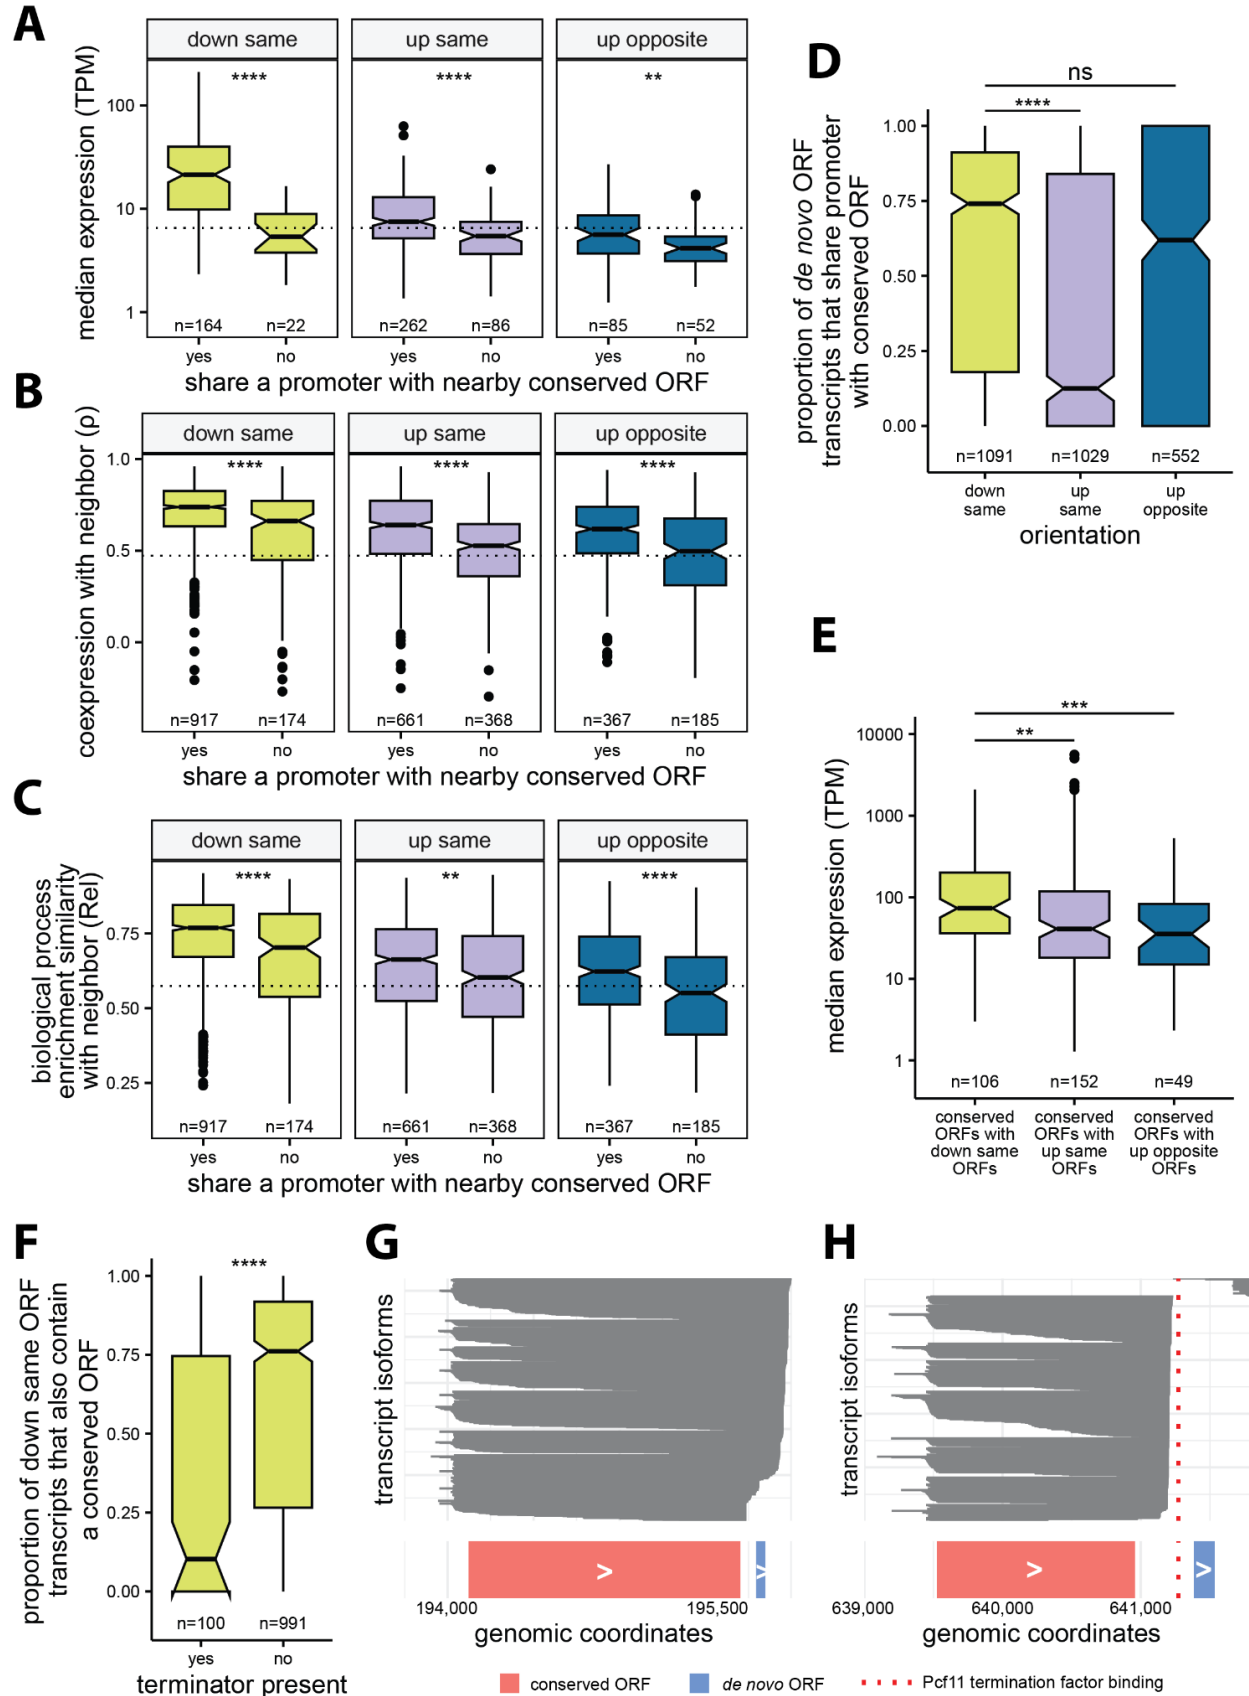 A
down same
up same
up opposite
****
****
**
median expression (TPM)
100
10
1
n=164
n=22
n=262
n=86
n=85
n=52
yes
no
yes
no
yes
no
share a promoter with nearby conserved ORF
B
down same
up same
up opposite
****
****
****
coexpression with neighbor (ρ)
1.0
0.5
0.0
n=917
n=174
n=661
n=368
n=367
n=185
yes
no
yes
no
yes
no
share a promoter with nearby conserved ORF
C
down same
up same
up opposite
****
**
****
biological process
enrichment similarity
with neighbor (Rel)
0.75
0.50
0.25
n=917
n=174
n=661
n=368
n=367
n=185
yes
no
yes
no
yes
no
share a promoter with nearby conserved ORF
D
ns
****
proportion of de novo ORF
transcripts that share promoter
with conserved ORF
1.00
0.75
0.50
0.25
0.00
n=1091
n=1029
n=552
down
same
up
same
up
opposite
orientation
E
***
**
median expression (TPM)
10000
1000
100
10
1
n=106
n=152
n=49
conserved
ORFs with
down same
ORFs
conserved
ORFs with
up same
ORFs
conserved
ORFs with
up opposite
ORFs
F
****
proportion of down same ORF
transcripts that also contain
a conserved ORF
1.00
0.75
0.50
0.25
0.00
n=100
n=991
yes
no
terminator present
G
transcript isoforms
>
>
194,000
195,500
genomic coordinates
H
transcript isoforms
>
>
639,000
640,000
641,000
genomic coordinates
conserved ORF
de novo ORF
Pcf11 termination factor binding